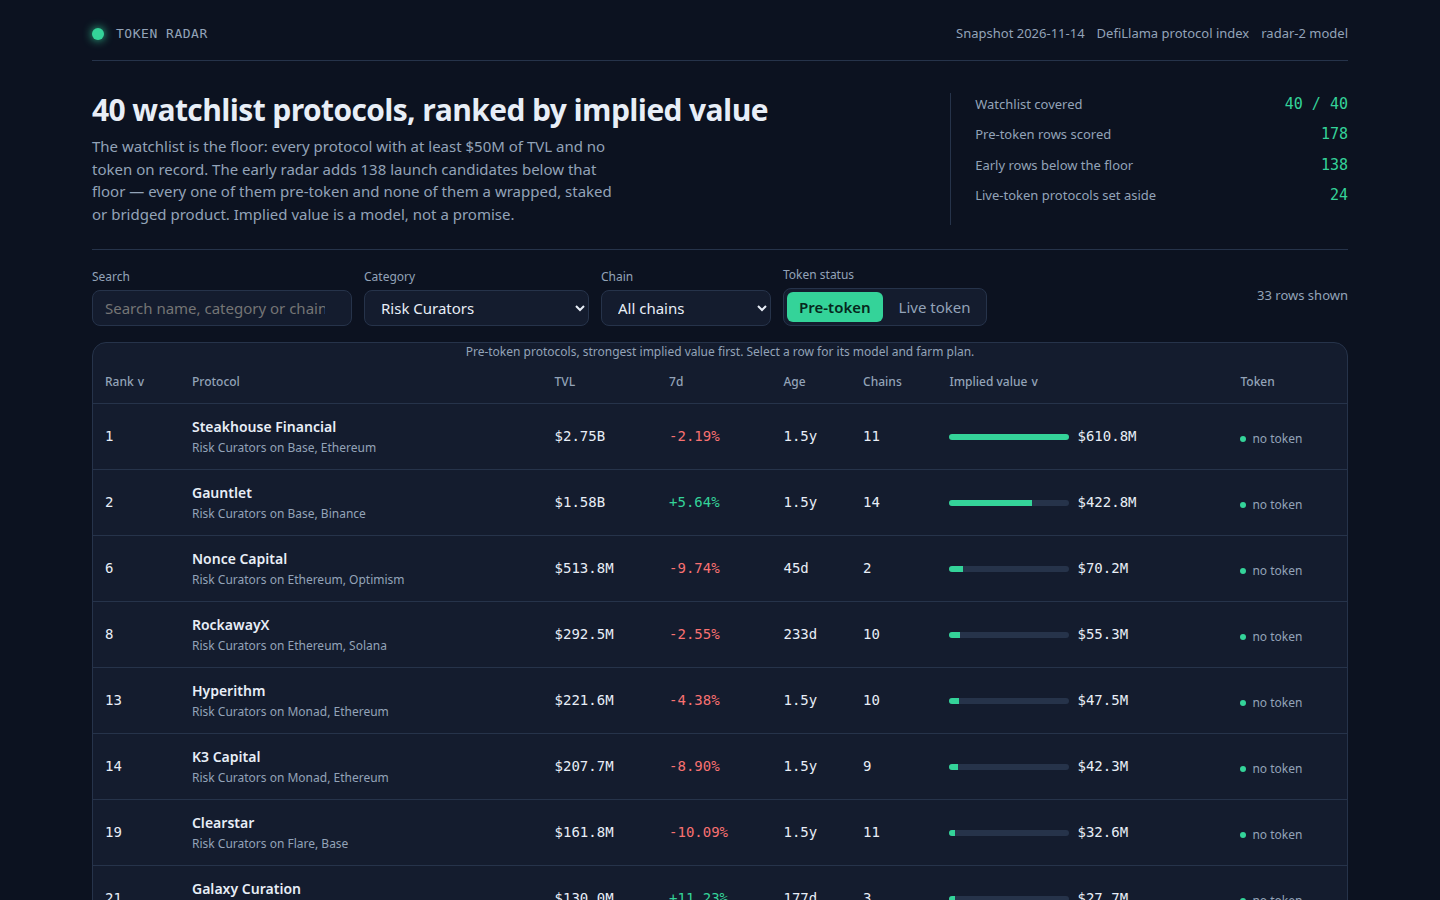 TOKEN RADAR
Snapshot 2026-11-14 DefiLlama protocol index radar-2 model
40 watchlist protocols, ranked by implied value
The watchlist is the floor: every protocol with at least $50M of TVL and no
token on record. The early radar adds 138 launch candidates below that
floor — every one of them pre-token and none of them a wrapped, staked
or bridged product. Implied value is a model, not a promise.
Watchlist covered 40 / 40
Pre-token rows scored 178
Early rows below the floor 138
Live-token protocols set aside 24
Search Category Chain Token status
Search name, category or chain Risk Curators All chains Pre-token Live token
33 rows shown
Pre-token protocols, strongest implied value first. Select a row for its model and farm plan.
Rank v Protocol TVL 7d Age Chains Implied value v Token
1 Steakhouse Financial $2.75B -2.19% 1.5y 11 $610.8M no token
Risk Curators on Base, Ethereum
2 Gauntlet $1.58B +5.64% 1.5y 14 $422.8M no token
Risk Curators on Base, Binance
6 Nonce Capital $513.8M -9.74% 45d 2 $70.2M no token
Risk Curators on Ethereum, Optimism
8 RockawayX $292.5M -2.55% 233d 10 $55.3M no token
Risk Curators on Ethereum, Solana
13 Hyperithm $221.6M -4.38% 1.5y 10 $47.5M no token
Risk Curators on Monad, Ethereum
14 K3 Capital $207.7M -8.90% 1.5y 9 $42.3M no token
Risk Curators on Monad, Ethereum
19 Clearstar $161.8M -10.09% 1.5y 11 $32.6M no token
Risk Curators on Flare, Base
21 Galaxy Curation $130.0M +11.23% 177d 3 $27.7M no token